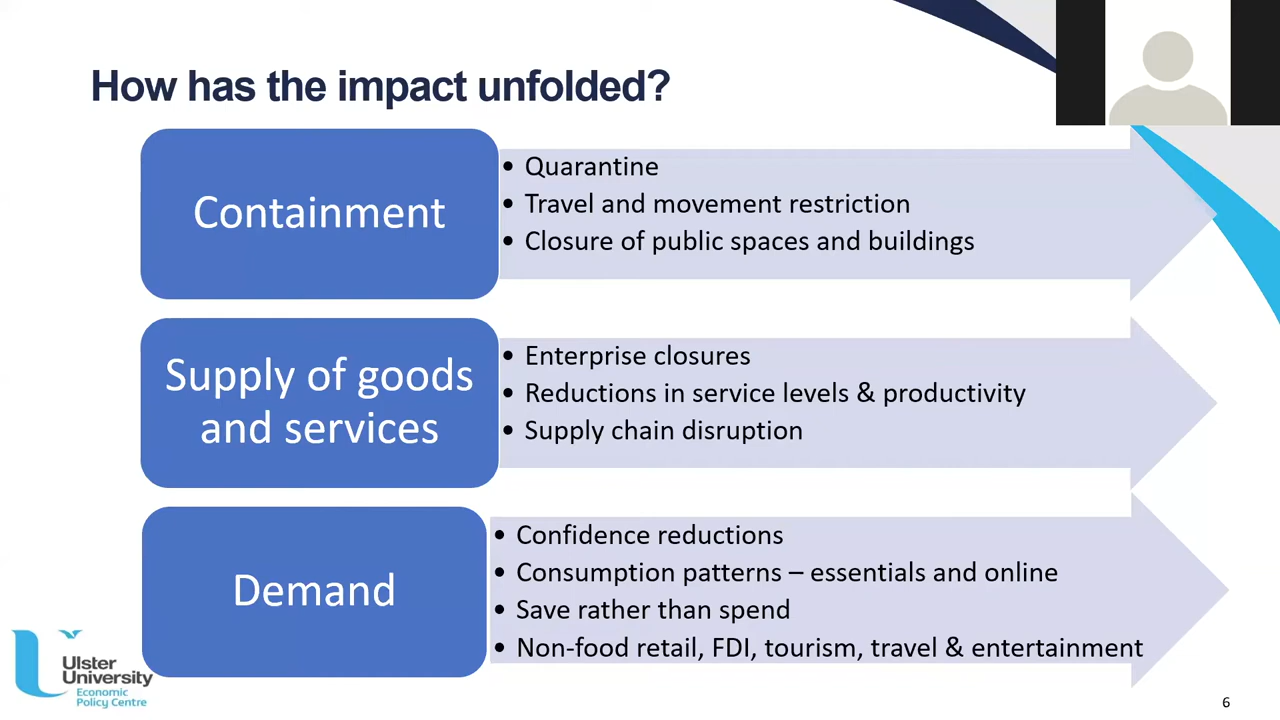 How has the impact unfolded?
Containment
• Quarantine
• Travel and movement restriction
• Closure of public spaces and buildings
Supply of goods
and services
• Enterprise closures
• Reductions in service levels & productivity
• Supply chain disruption
Demand
• Confidence reductions
• Consumption patterns – essentials and online
• Save rather than spend
• Non-food retail, FDI, tourism, travel & entertainment
Ulster
University
Economic
Policy Centre
6